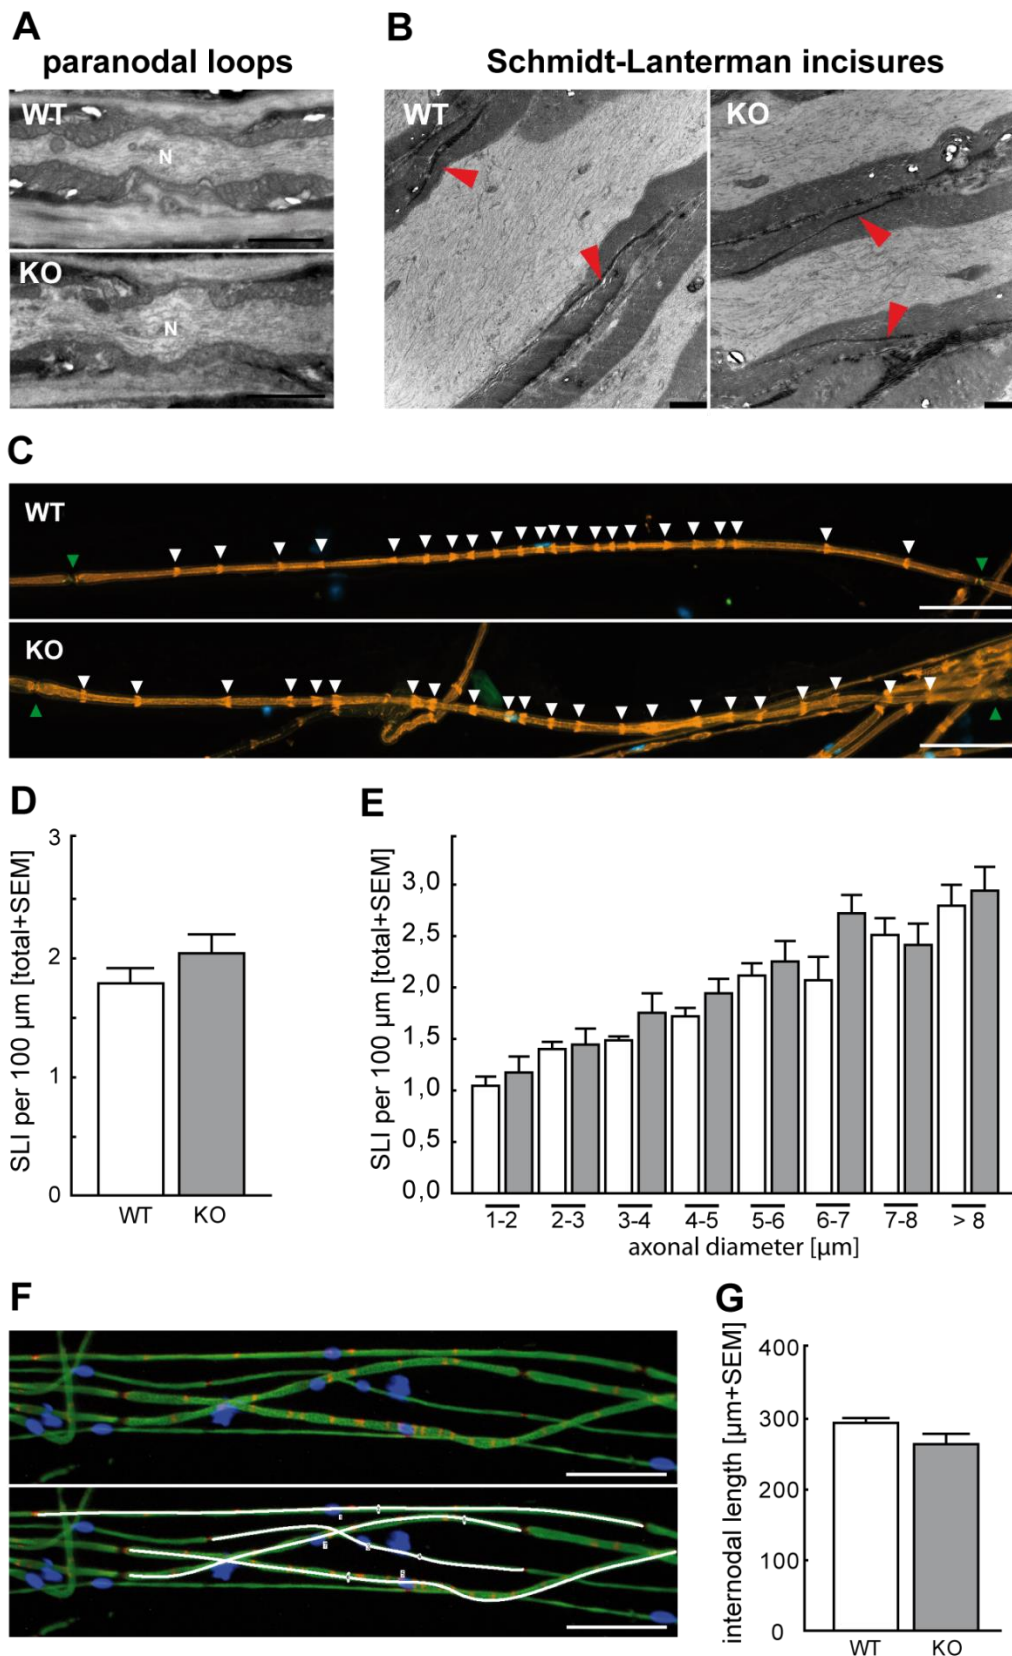 A
paranodal loops
WT
N
KO
N
B
Schmidt-Lanterman incisures
WT
KO
C
WT
KO
D
SLI per 100 µm [total+SEM]
3
2
1
0
WT KO
E
SLI per 100 µm [total+SEM]
3,0
2,5
2,0
1,5
1,0
0,5
0,0
1-2 2-3 3-4 4-5 5-6 6-7 7-8 > 8
axonal diameter [µm]
F
G
internodal length [µm+SEM]
400
300
200
100
0
WT KO